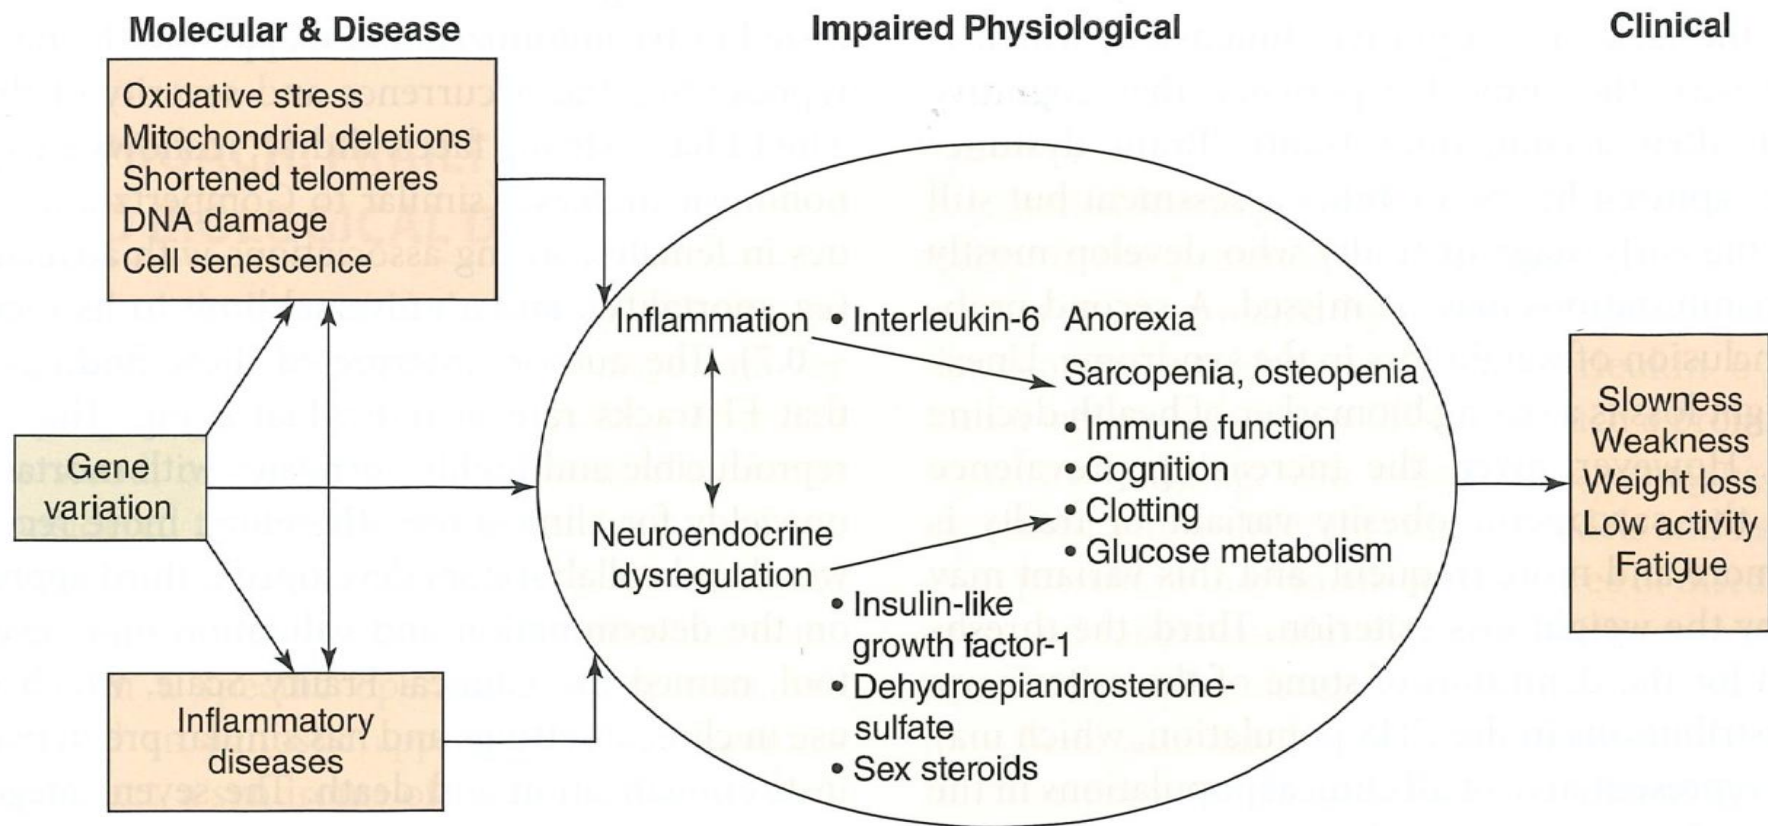 Molecular & Disease
Oxidative stress
Mitochondrial deletions
Shortened telomeres
DNA damage
Cell senescence
Gene
variation
Inflammatory
diseases
Impaired Physiological
Inflammation • Interleukin-6 Anorexia
Sarcopenia, osteopenia
• Immune function
• Cognition
• Clotting
• Glucose metabolism
Neuroendocrine
dysregulation
• Insulin-like
growth factor-1
• Dehydroepiandrosterone-
sulfate
• Sex steroids
Clinical
Slowness
Weakness
Weight loss
Low activity
Fatigue